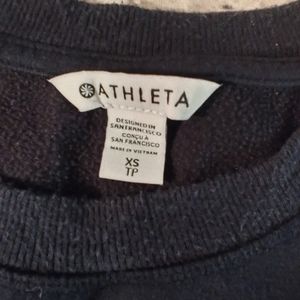 ATHLETA
DESIGNED IN
SAN FRANCISCO
CONÇU À
SAN FRANCISCO
MADE IN VIETNAM
XS
TP